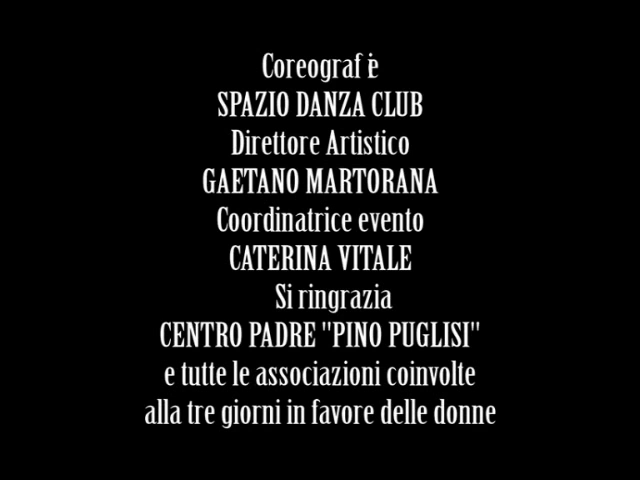 Coreografie
SPAZIO DANZA CLUB
Direttore Artistico
GAETANO MARTORANA
Coordinatrice evento
CATERINA VITALE
Si ringrazia
CENTRO PADRE "PINO PUGLISI"
e tutte le associazioni coinvolte
alla tre giorni in favore delle donne